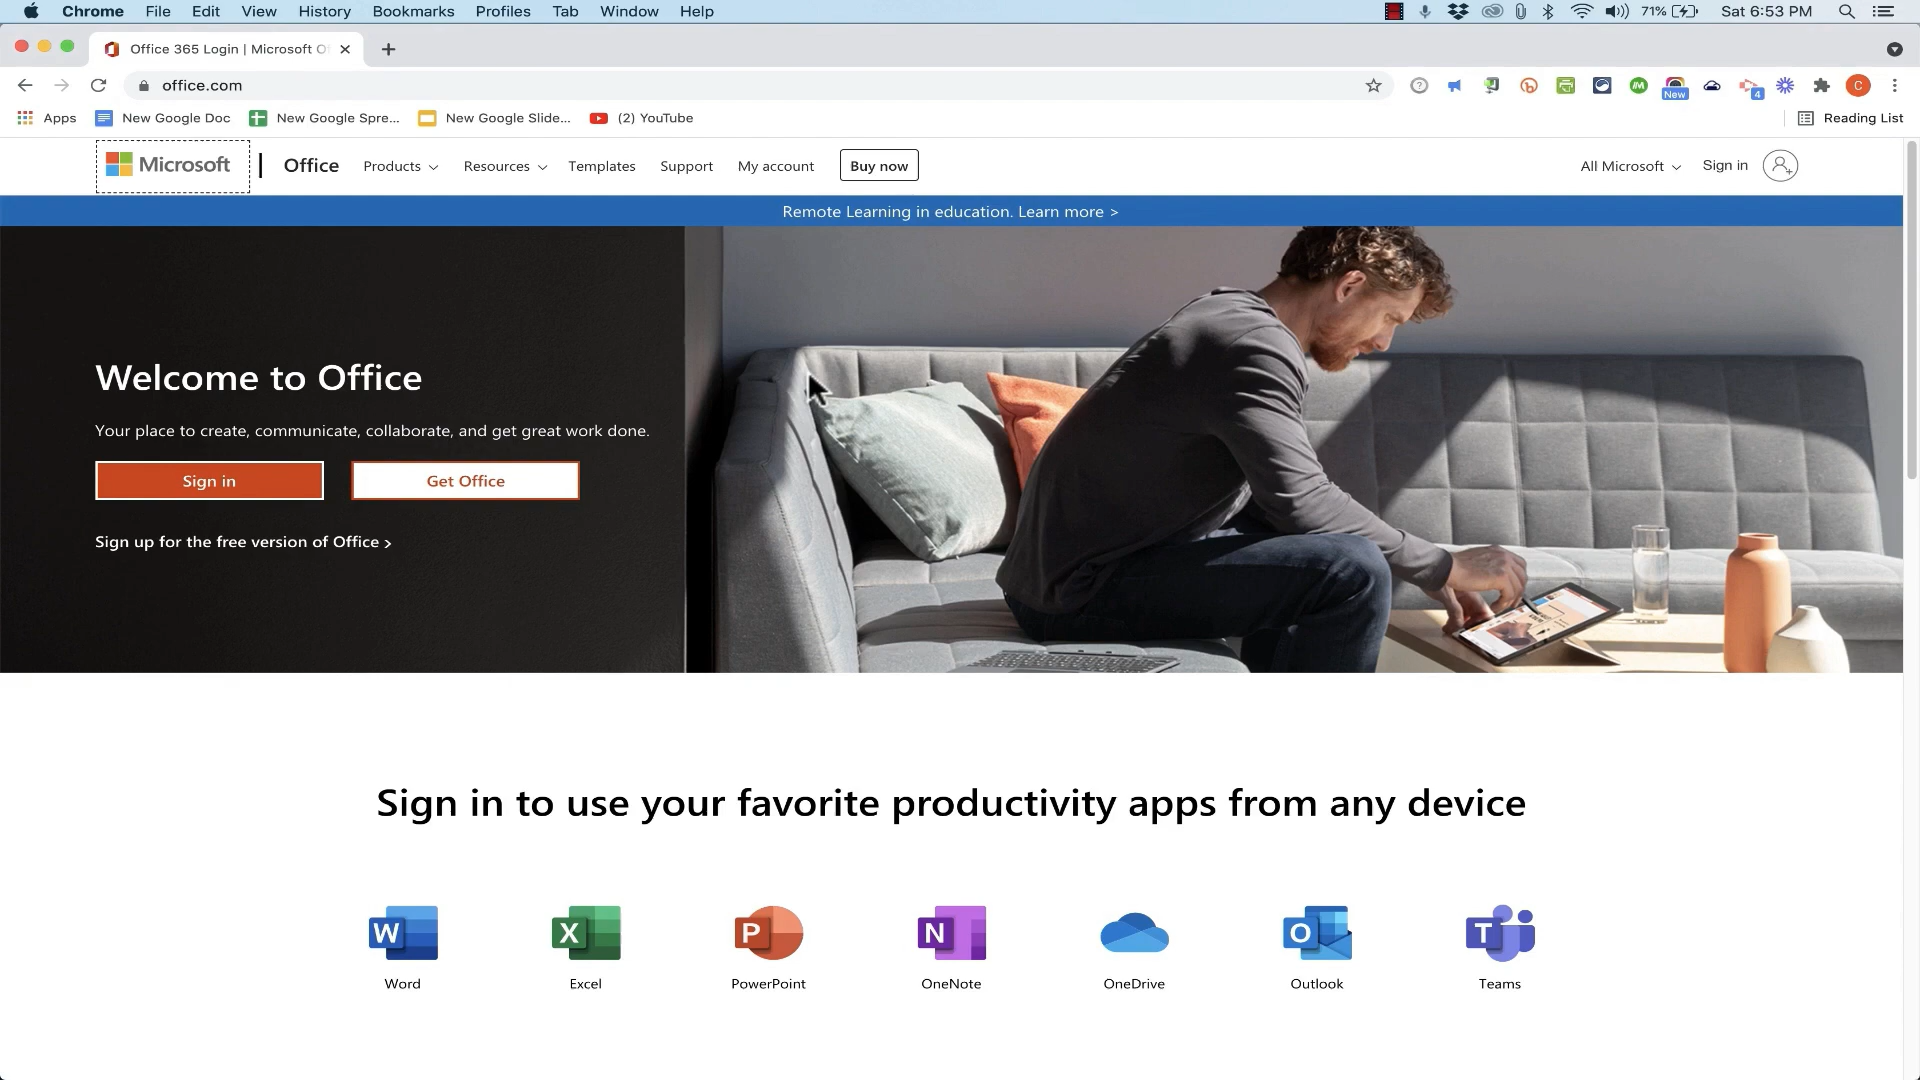 Chrome File Edit View History Bookmarks Profiles Tab Window Help 71% Sat 6:53 PM
Office 365 Login | Microsoft O
office.com
New
4
C
Apps New Google Doc New Google Spre... New Google Slide... (2) YouTube Reading List
Microsoft Office Products Resources Templates Support My account Buy now All Microsoft Sign in
Remote Learning in education. Learn more >
Welcome to Office
Your place to create, communicate, collaborate, and get great work done.
Sign in Get Office
Sign up for the free version of Office >
Sign in to use your favorite productivity apps from any device
W X P N O T
Word Excel PowerPoint OneNote OneDrive Outlook Teams